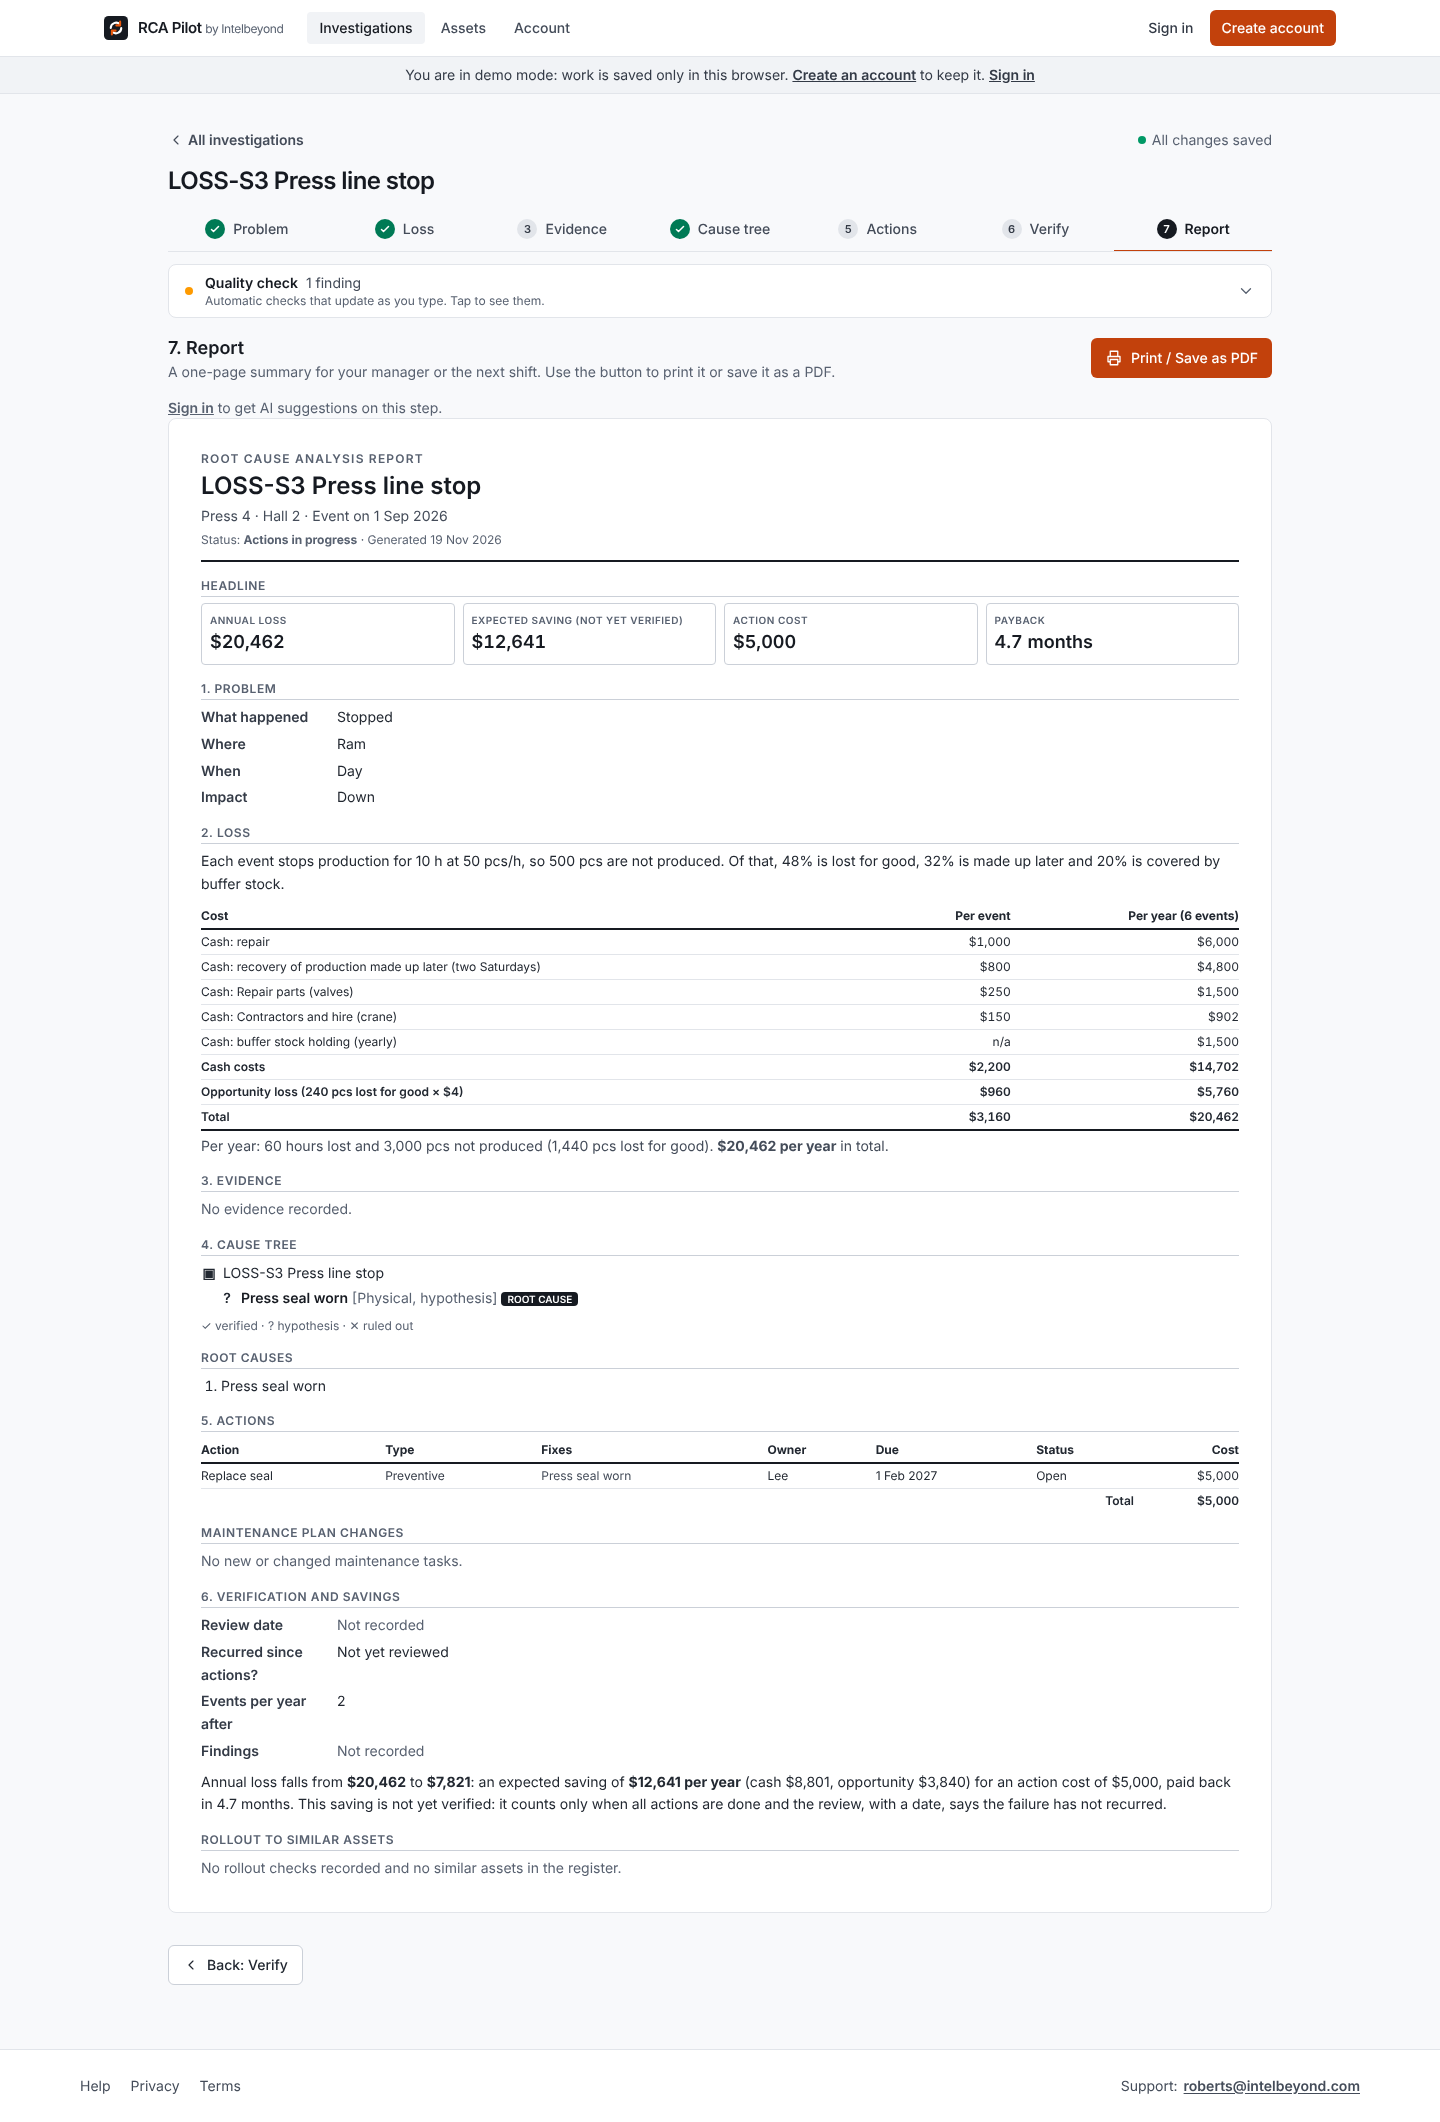 RCA Pilot by Intelbeyond
Investigations
Assets
Account
Sign in
Create account
You are in demo mode: work is saved only in this browser. Create an account to keep it. Sign in
All investigations
All changes saved
LOSS-S3 Press line stop
Problem
Loss
3 Evidence
Cause tree
5 Actions
6 Verify
7 Report
Quality check 1 finding
Automatic checks that update as you type. Tap to see them.
7. Report
A one-page summary for your manager or the next shift. Use the button to print it or save it as a PDF.
Print / Save as PDF
Sign in to get AI suggestions on this step.
ROOT CAUSE ANALYSIS REPORT
LOSS-S3 Press line stop
Press 4 · Hall 2 · Event on 1 Sep 2026
Status: Actions in progress · Generated 19 Nov 2026
HEADLINE
ANNUAL LOSS
$20,462
EXPECTED SAVING (NOT YET VERIFIED)
$12,641
ACTION COST
$5,000
PAYBACK
4.7 months
1. PROBLEM
What happened Stopped
Where Ram
When Day
Impact Down
2. LOSS
Each event stops production for 10 h at 50 pcs/h, so 500 pcs are not produced. Of that, 48% is lost for good, 32% is made up later and 20% is covered by
buffer stock.
Cost Per event Per year (6 events)
Cash: repair $1,000 $6,000
Cash: recovery of production made up later (two Saturdays) $800 $4,800
Cash: Repair parts (valves) $250 $1,500
Cash: Contractors and hire (crane) $150 $902
Cash: buffer stock holding (yearly) n/a $1,500
Cash costs $2,200 $14,702
Opportunity loss (240 pcs lost for good × $4) $960 $5,760
Total $3,160 $20,462
Per year: 60 hours lost and 3,000 pcs not produced (1,440 pcs lost for good). $20,462 per year in total.
3. EVIDENCE
No evidence recorded.
4. CAUSE TREE
▣ LOSS-S3 Press line stop
? Press seal worn [Physical, hypothesis] ROOT CAUSE
✓ verified · ? hypothesis · ✕ ruled out
ROOT CAUSES
1. Press seal worn
5. ACTIONS
Action Type Fixes Owner Due Status Cost
Replace seal Preventive Press seal worn Lee 1 Feb 2027 Open $5,000
Total $5,000
MAINTENANCE PLAN CHANGES
No new or changed maintenance tasks.
6. VERIFICATION AND SAVINGS
Review date Not recorded
Recurred since Not yet reviewed
actions?
Events per year 2
after
Findings Not recorded
Annual loss falls from $20,462 to $7,821: an expected saving of $12,641 per year (cash $8,801, opportunity $3,840) for an action cost of $5,000, paid back
in 4.7 months. This saving is not yet verified: it counts only when all actions are done and the review, with a date, says the failure has not recurred.
ROLLOUT TO SIMILAR ASSETS
No rollout checks recorded and no similar assets in the register.
Back: Verify
Help Privacy Terms
Support: roberts@intelbeyond.com